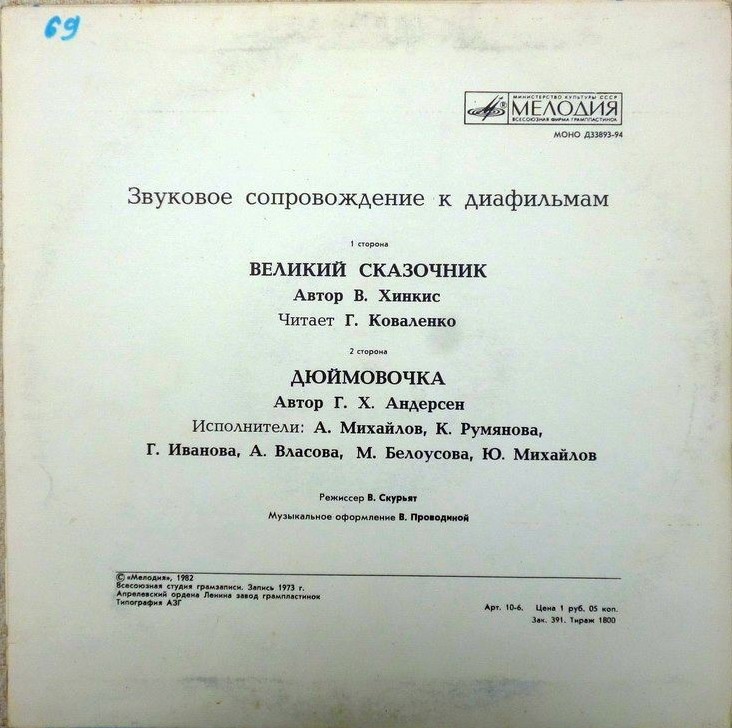 69
МИНИСТЕРСТВО КУЛЬТУРЫ СССР
МЕЛОДИЯ
ВСЕСОЮЗНАЯ ФИРМА ГРАМПЛАСТИНОК
МОНО Д33893-94
Звуковое сопровождение к диафильмам
1 сторона
ВЕЛИКИЙ СКАЗОЧНИК
Автор В. Хинкис
Читает Г. Коваленко
2 сторона
ДЮЙМОВОЧКА
Автор Г. Х. Андерсен
Исполнители: А. Михайлов, К. Румянова,
Г. Иванова, А. Власова, М. Белоусова, Ю. Михайлов
Режиссер В. Скурьят
Музыкальное оформление В. Проводиной
© «Мелодия», 1982
Всесоюзная студия грамзаписи. Запись 1973 г.
Апрелевский ордена Ленина завод грампластинок
Типография АЗГ
Арт. 10-6. Цена 1 руб. 05 коп.
Зак. 391. Тираж 1800